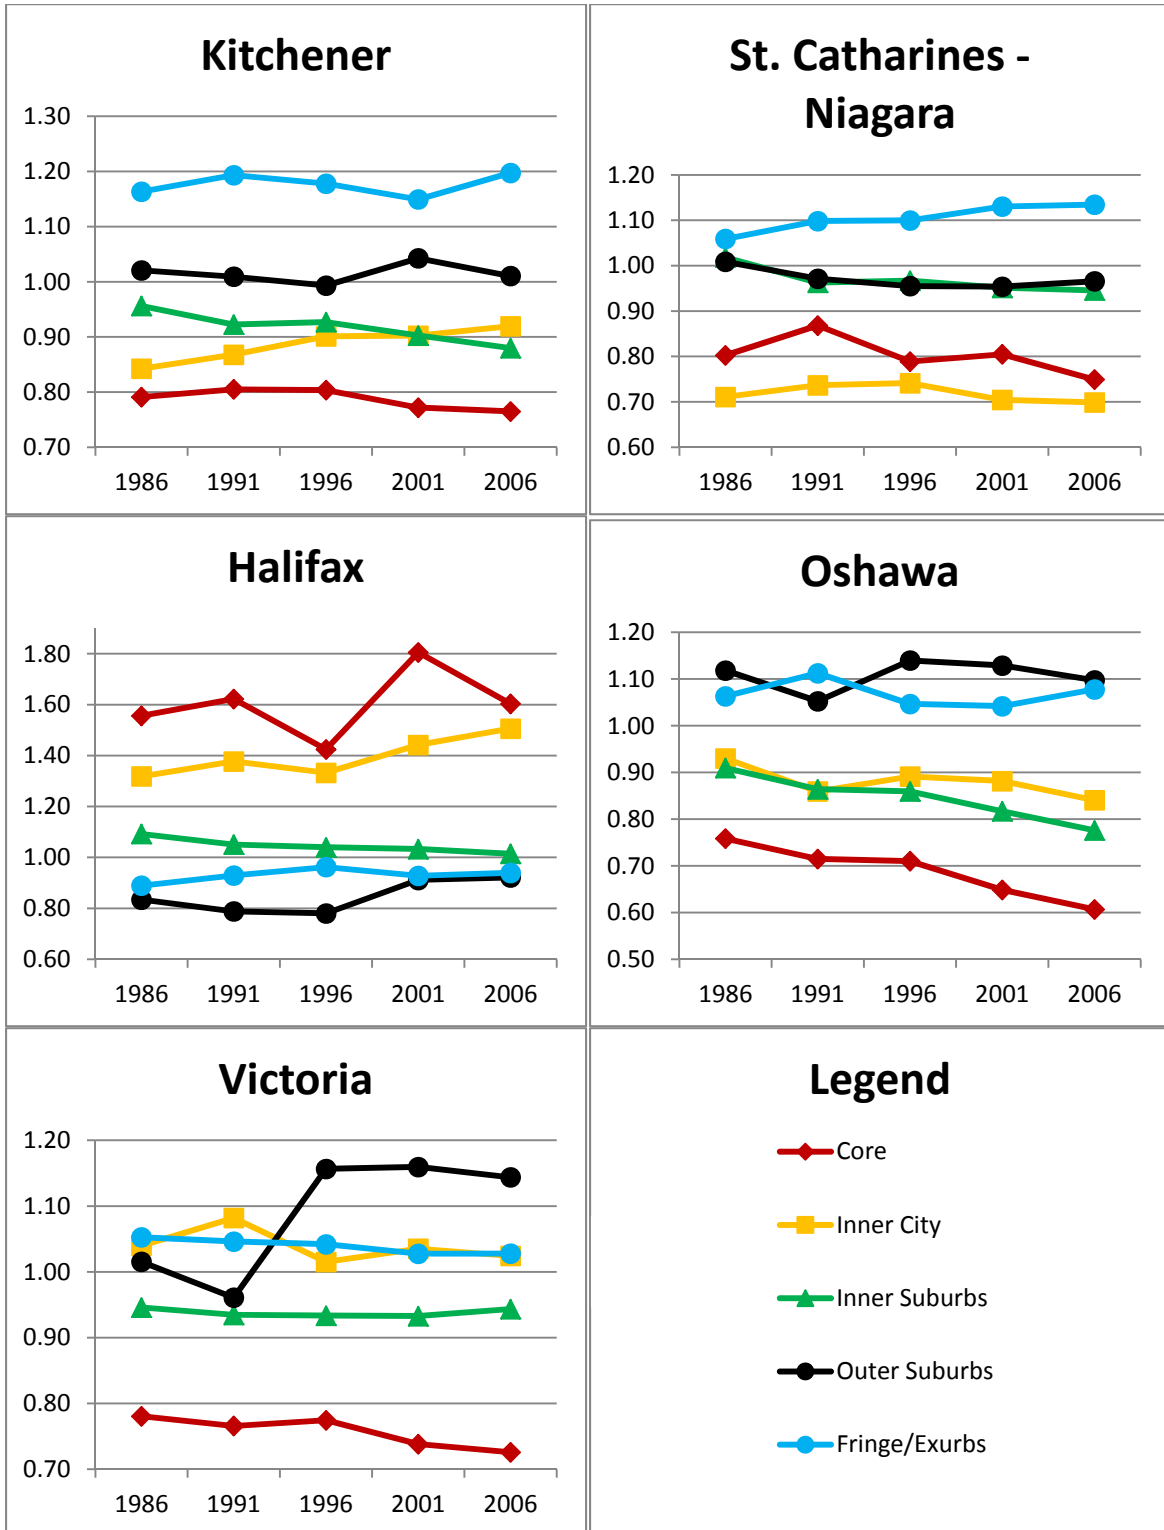 Kitchener
1.30
1.20
1.10
1.00
0.90
0.80
0.70
1986 1991 1996 2001 2006
St. Catharines -
Niagara
1.20
1.10
1.00
0.90
0.80
0.70
0.60
1986 1991 1996 2001 2006
Halifax
1.80
1.60
1.40
1.20
1.00
0.80
0.60
1986 1991 1996 2001 2006
Oshawa
1.20
1.10
1.00
0.90
0.80
0.70
0.60
0.50
1986 1991 1996 2001 2006
Victoria
1.20
1.10
1.00
0.90
0.80
0.70
1986 1991 1996 2001 2006
Legend
Core
Inner City
Inner Suburbs
Outer Suburbs
Fringe/Exurbs